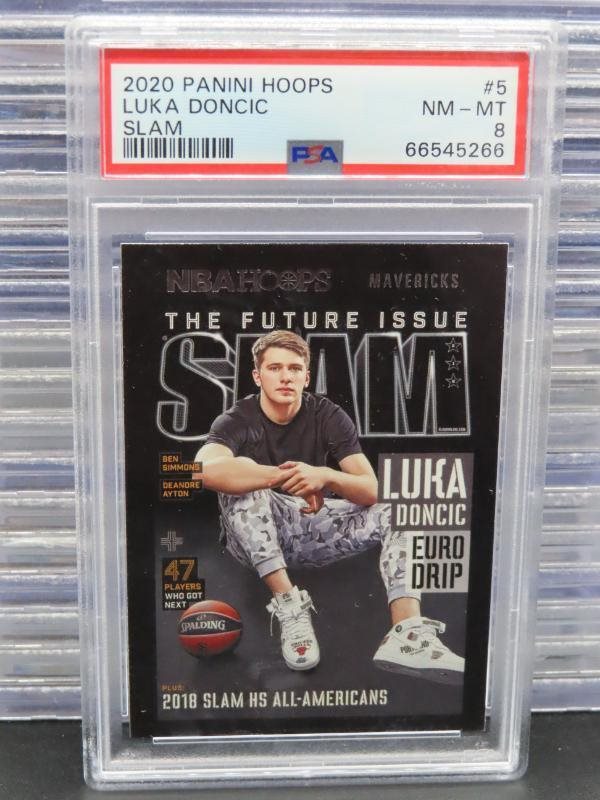 2020 PANINI HOOPS #5
LUKA DONCIC NM - MT
SLAM 8
PSA 66545266
NBA HOOPS MAVERICKS
THE FUTURE ISSUE
SLAM
BEN
SIMMONS
DEANDRE
AYTON
LUKA
DONCIC
EURO
DRIP
47
PLAYERS
WHO GOT
NEXT
SPALDING
PLUS:
2018 SLAM HS ALL-AMERICANS